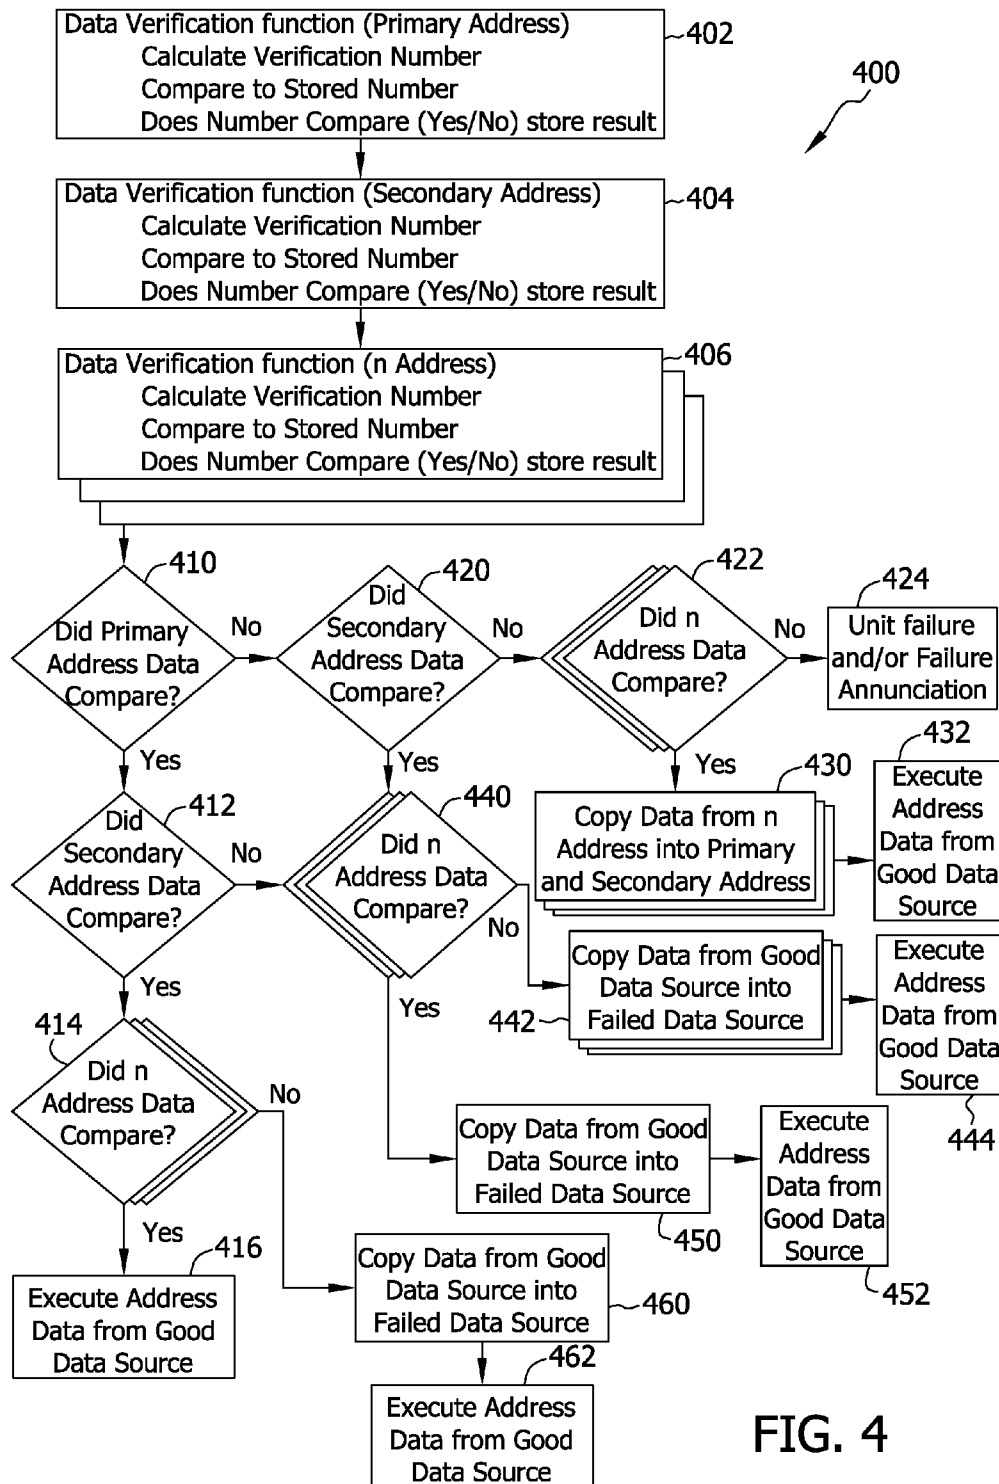 Data Verification function (Primary Address)
Calculate Verification Number
Compare to Stored Number
Does Number Compare (Yes/No) store result
402
400
Data Verification function (Secondary Address)
Calculate Verification Number
Compare to Stored Number
Does Number Compare (Yes/No) store result
404
Data Verification function (n Address)
Calculate Verification Number
Compare to Stored Number
Does Number Compare (Yes/No) store result
406
410
Did Primary
Address Data
Compare?
No
Yes
420
Did
Secondary
Address Data
Compare?
No
Yes
422
Did n
Address Data
Compare?
No
Yes
424
Unit failure
and/or Failure
Annunciation
412
Did
Secondary
Address Data
Compare?
No
Yes
440
Did n
Address Data
Compare?
No
Yes
430
Copy Data from n
Address into Primary
and Secondary Address
432
Execute
Address
Data from
Good Data
Source
442
Copy Data from Good
Data Source into
Failed Data Source
Execute
Address
Data from
Good Data
Source
444
414
Did n
Address Data
Compare?
No
Yes
Copy Data from Good
Data Source into
Failed Data Source
450
Execute
Address
Data from
Good Data
Source
452
416
Execute Address
Data from Good
Data Source
Copy Data from Good
Data Source into
Failed Data Source
460
462
Execute Address
Data from Good
Data Source
FIG. 4